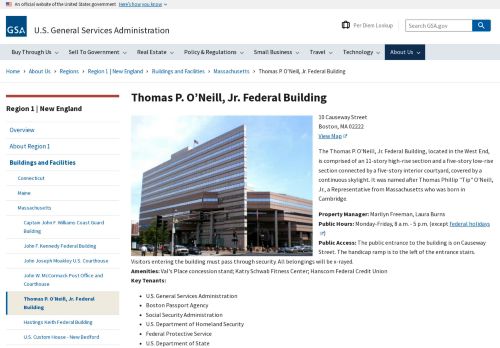 An official website of the United States government Here's how you know
GSA
U.S. General Services Administration
Per Diem Lookup
Search GSA.gov
Buy Through Us
Sell To Government
Real Estate
Policy & Regulations
Small Business
Travel
Technology
About Us
Home > About Us > Regions > Region 1 | New England > Buildings and Facilities > Massachusetts > Thomas P. O'Neill, Jr. Federal Building
Region 1 | New England
Overview
About Region 1
Buildings and Facilities
Connecticut
Maine
Massachusetts
Captain John F. Williams Coast Guard
Building
John F. Kennedy Federal Building
John Joseph Moakley U.S. Courthouse
John W. McCormack Post Office and
Courthouse
Thomas P. O'Neill, Jr. Federal
Building
Hastings Keith Federal Building
U.S. Custom House - New Bedford
Thomas P. O'Neill, Jr. Federal Building
10 Causeway Street
Boston, MA 02222
View Map
The Thomas P. O'Neill, Jr. Federal Building, located in the West End,
is comprised of an 11-story high-rise section and a five-story low-rise
section connected by a five-story interior courtyard, covered by a
continuous skylight. It was named after Thomas Phillip "Tip" O'Neill,
Jr., a Representative from Massachusetts who was born in
Cambridge.
Property Manager: Marilyn Freeman, Laura Burns
Public Hours: Monday-Friday, 8 a.m. - 5 p.m. (except federal holidays
)
Public Access: The public entrance to the building is on Causeway
Street. The handicap ramp is to the left of the entrance stairs.
Visitors entering the building must pass through security. All belongings will be x-rayed.
Amenities: Val's Place concession stand; Katry Schwab Fitness Center; Hanscom Federal Credit Union
Key Tenants:
• U.S. General Services Administration
• Boston Passport Agency
• Social Security Administration
• U.S. Department of Homeland Security
• Federal Protective Service
• U.S. Department of State